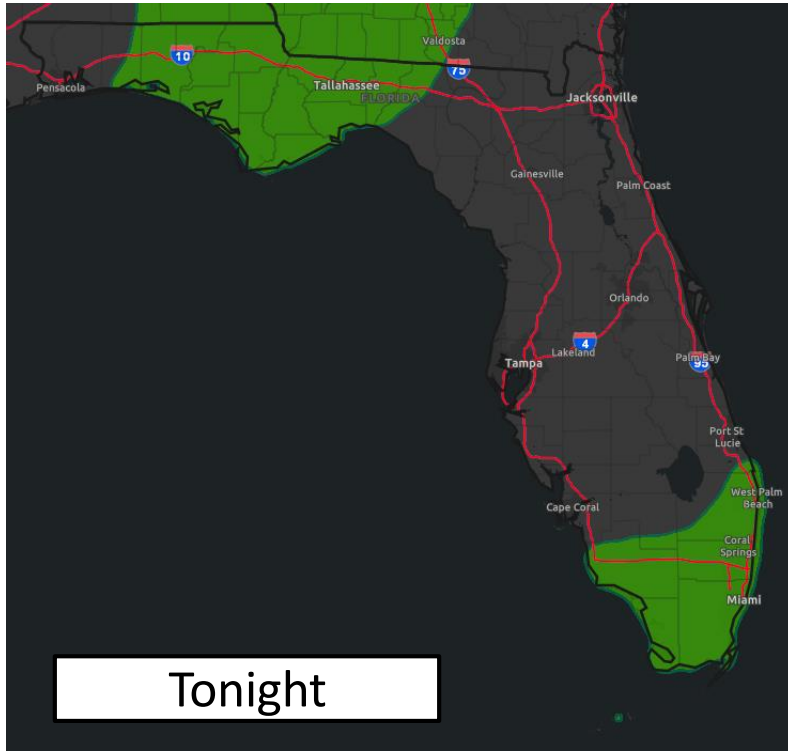 Valdosta
10
75
Pensacola
Tallahassee
FLORIDA
Jacksonville
Gainesville
Palm Coast
Orlando
4
Lakeland
Tampa
Palm Bay
95
Port St
Lucie
West Palm
Beach
Cape Coral
Coral
Springs
Miami
Tonight